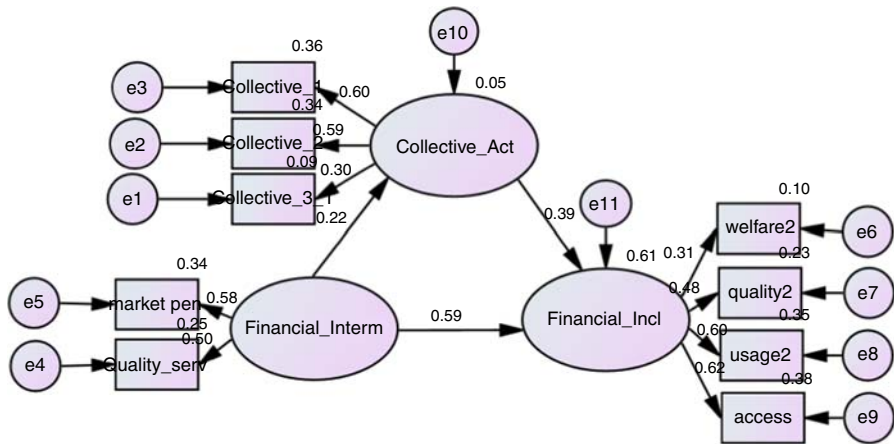 e10
0.36
e3
Collective_1
0.60
0.05
0.34
e2
Collective_2
0.59
Collective_Act
0.09
0.30
e1
Collective_3_1
0.22
0.39
e11
0.10
welfare2
e6
0.34
0.61
0.31
0.23
e5
market pen
0.58
0.48
quality2
e7
0.25
Financial_Interm
0.59
Financial_Incl
0.35
0.50
0.60
e4
Quality_serv
usage2
e8
0.62
0.38
access
e9